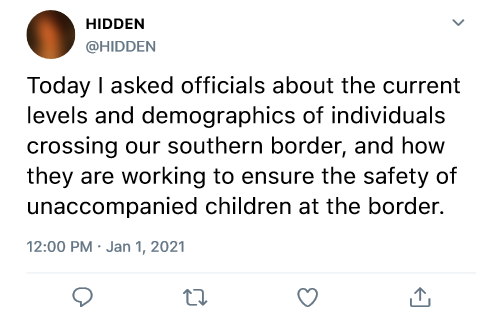 HIDDEN
@HIDDEN
Today I asked officials about the current
levels and demographics of individuals
crossing our southern border, and how
they are working to ensure the safety of
unaccompanied children at the border.
12:00 PM · Jan 1, 2021